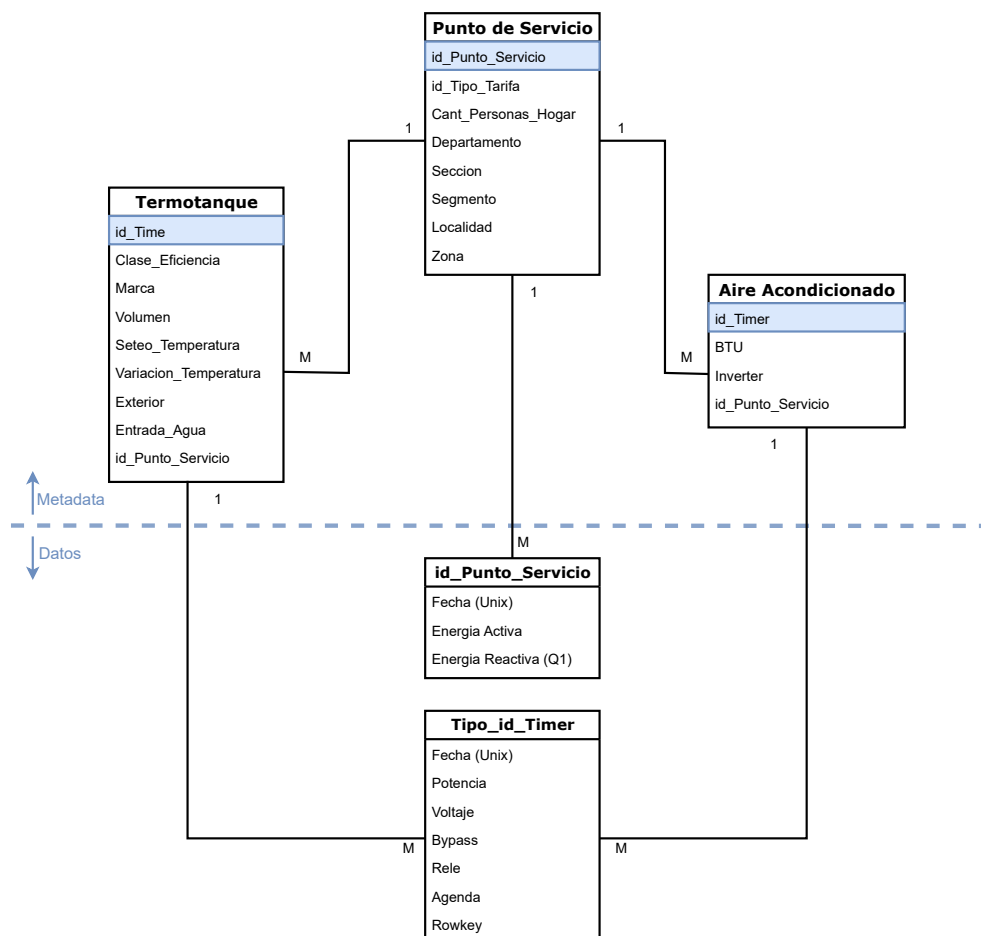 Punto de Servicio
id_Punto_Servicio
id_Tipo_Tarifa
Cant_Personas_Hogar
Departamento
Seccion
Segmento
Localidad
Zona
1
1
1
Termotanque
id_Time
Clase_Eficiencia
Marca
Volumen
Seteo_Temperatura
Variacion_Temperatura
Exterior
Entrada_Agua
id_Punto_Servicio
M
1
Aire Acondicionado
id_Timer
BTU
Inverter
id_Punto_Servicio
M
1
Metadata
Datos
M
id_Punto_Servicio
Fecha (Unix)
Energia Activa
Energia Reactiva (Q1)
Tipo_id_Timer
Fecha (Unix)
Potencia
Voltaje
Bypass
Rele
Agenda
Rowkey
M
M